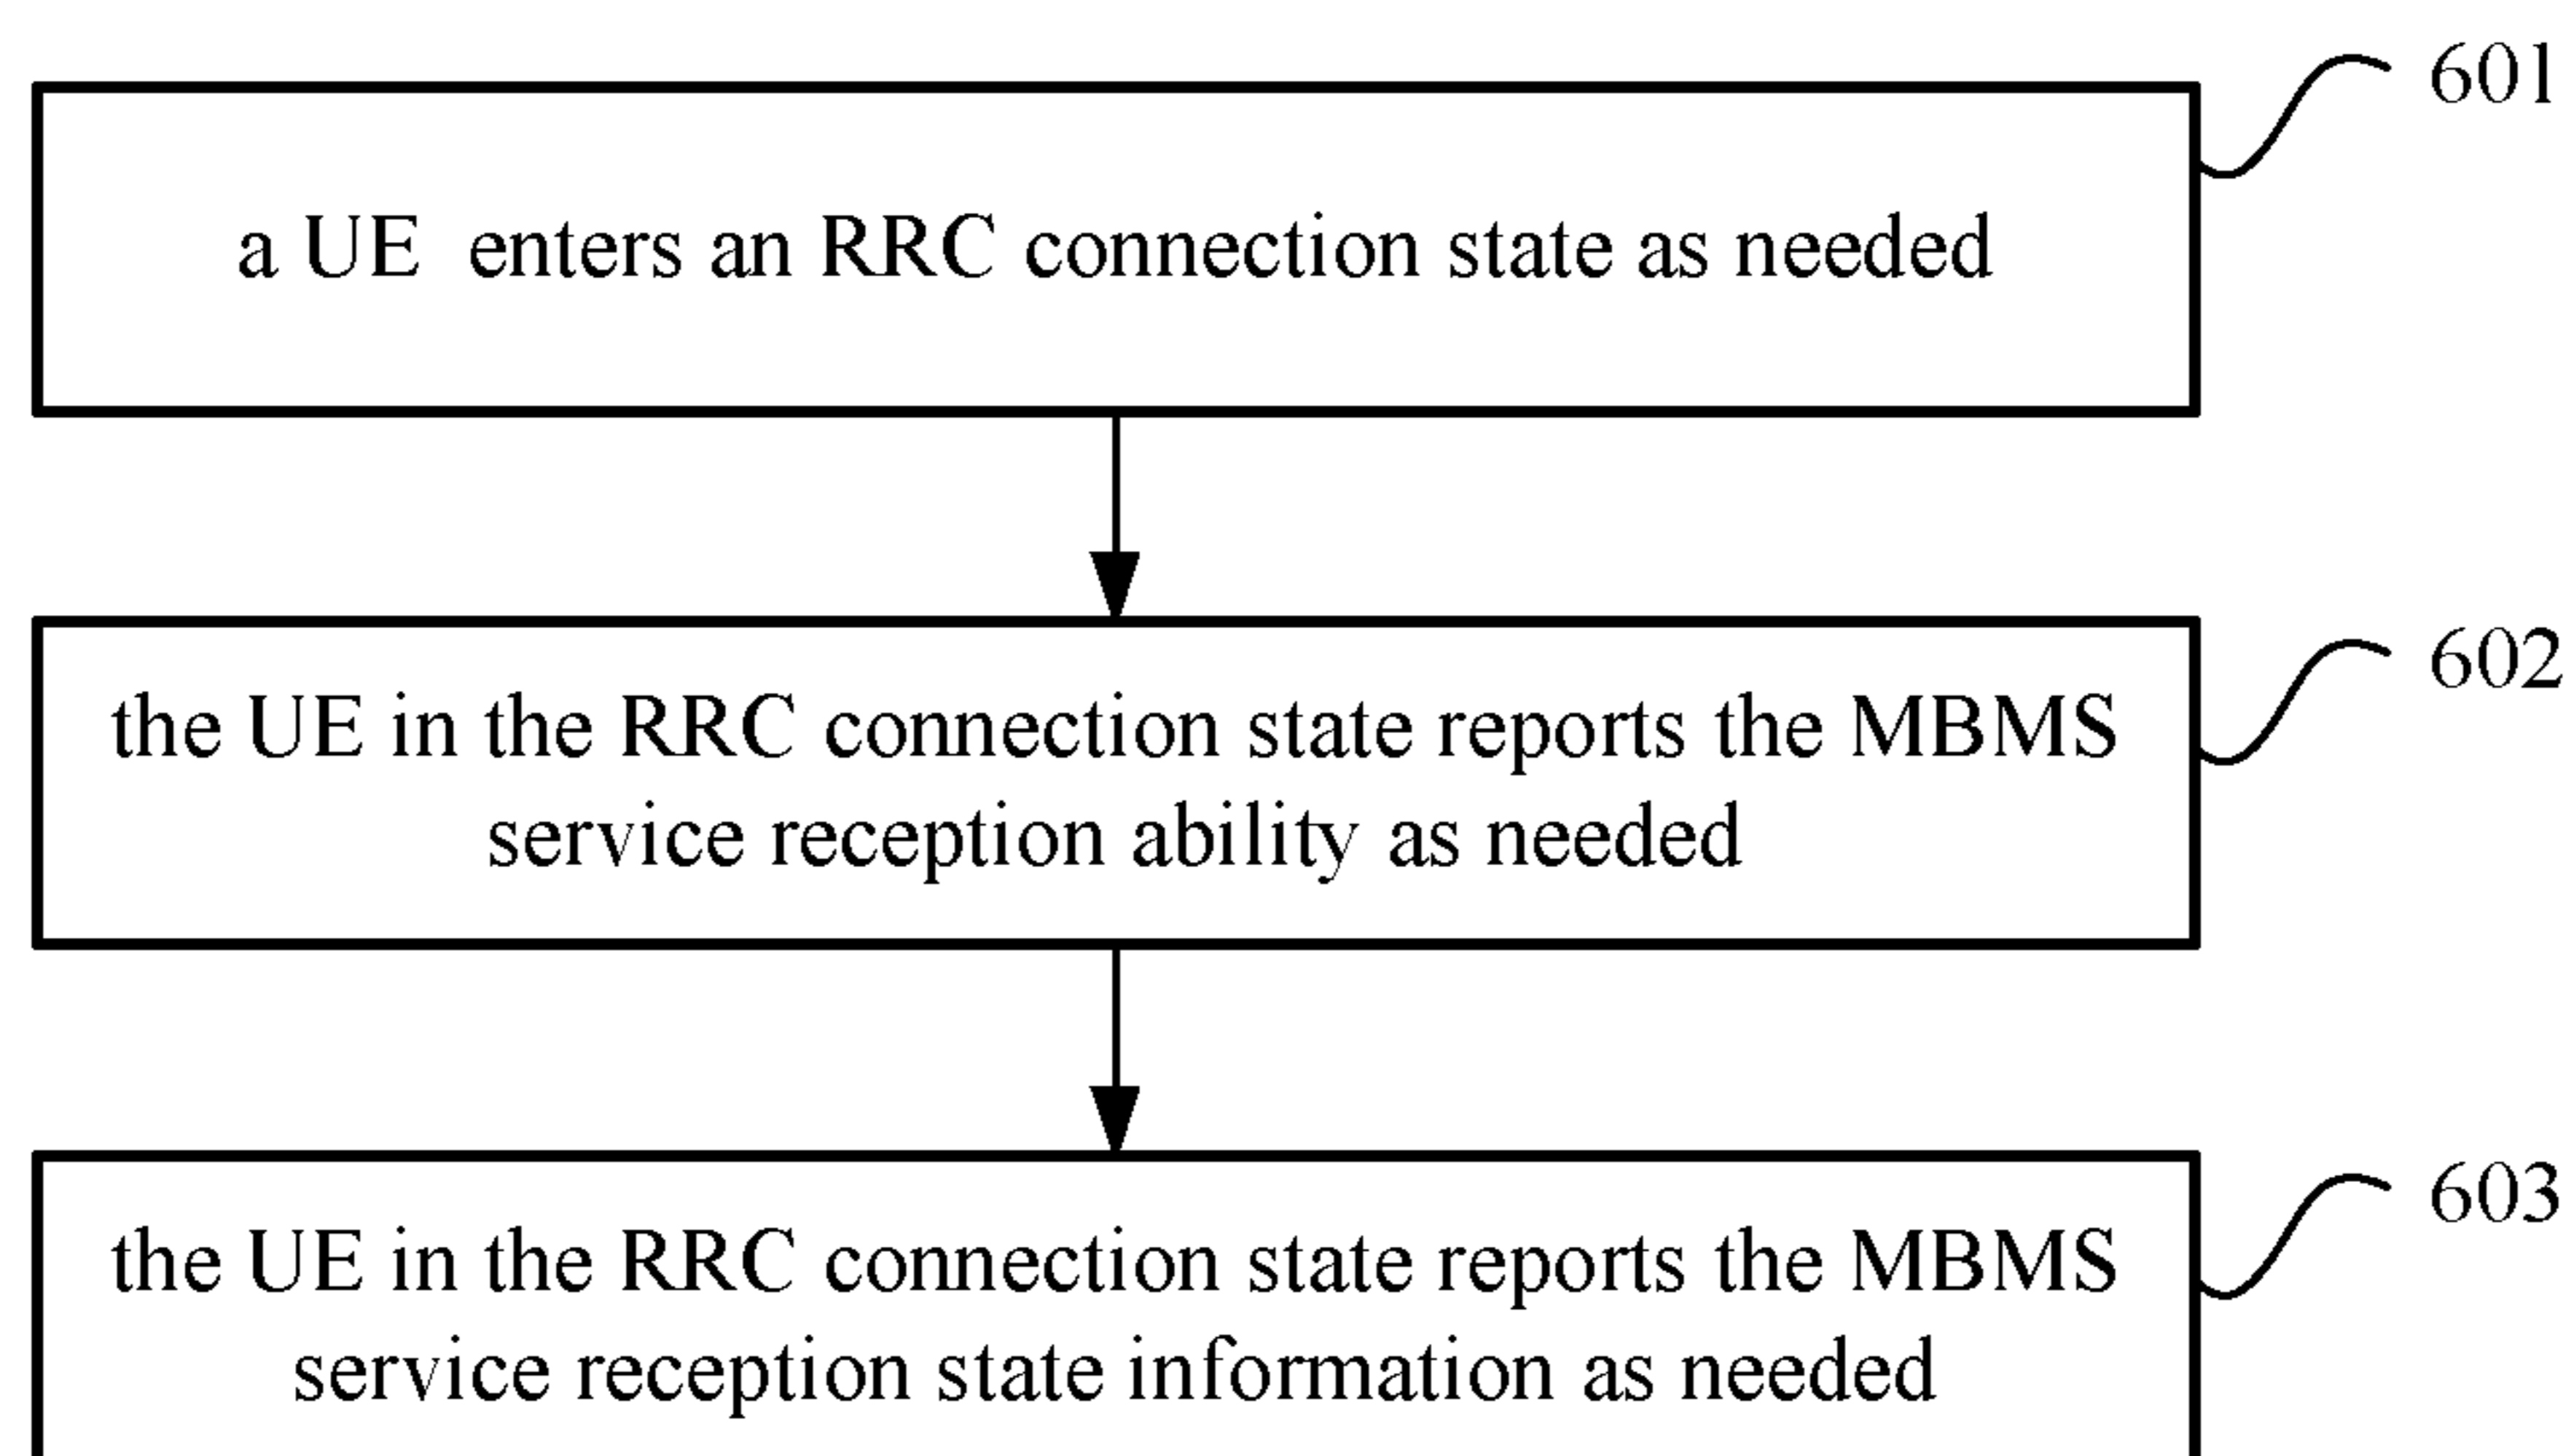 601
a UE enters an RRC connection state as needed
602
the UE in the RRC connection state reports the MBMS
service reception ability as needed
603
the UE in the RRC connection state reports the MBMS
service reception state information as needed